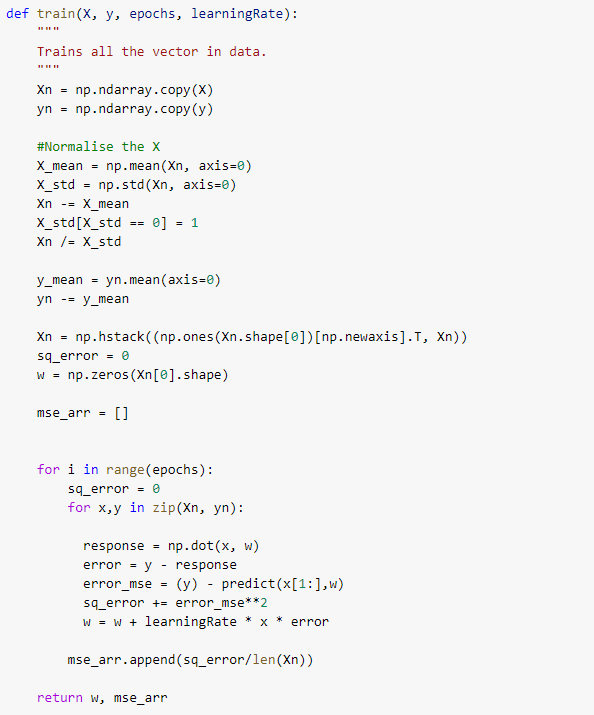 def train(X, y, epochs, learningRate):
    """
    Trains all the vector in data.
    """
    Xn = np.ndarray.copy(X)
    yn = np.ndarray.copy(y)

    #Normalise the X
    X_mean = np.mean(Xn, axis=0)
    X_std = np.std(Xn, axis=0)
    Xn -= X_mean
    X_std[X_std == 0] = 1
    Xn /= X_std

    y_mean = yn.mean(axis=0)
    yn -= y_mean

    Xn = np.hstack((np.ones(Xn.shape[0])[np.newaxis].T, Xn))
    sq_error = 0
    w = np.zeros(Xn[0].shape)

    mse_arr = []


    for i in range(epochs):
        sq_error = 0
        for x,y in zip(Xn, yn):

          response = np.dot(x, w)
          error = y - response
          error_mse = (y) - predict(x[1:],w)
          sq_error += error_mse**2
          w = w + learningRate * x * error

        mse_arr.append(sq_error/len(Xn))

    return w, mse_arr